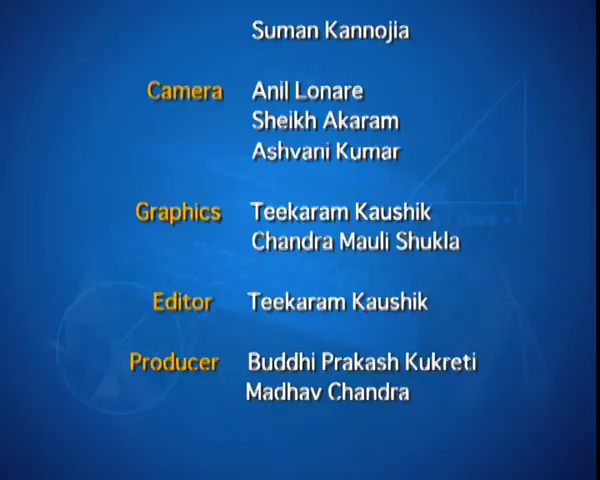 Suman Kannojia
Camera Anil Lonare
Sheikh Akaram
Ashvani Kumar
Graphics Teekaram Kaushik
Chandra Mauli Shukla
Editor Teekaram Kaushik
Producer Buddhi Prakash Kukreti
Madhav Chandra